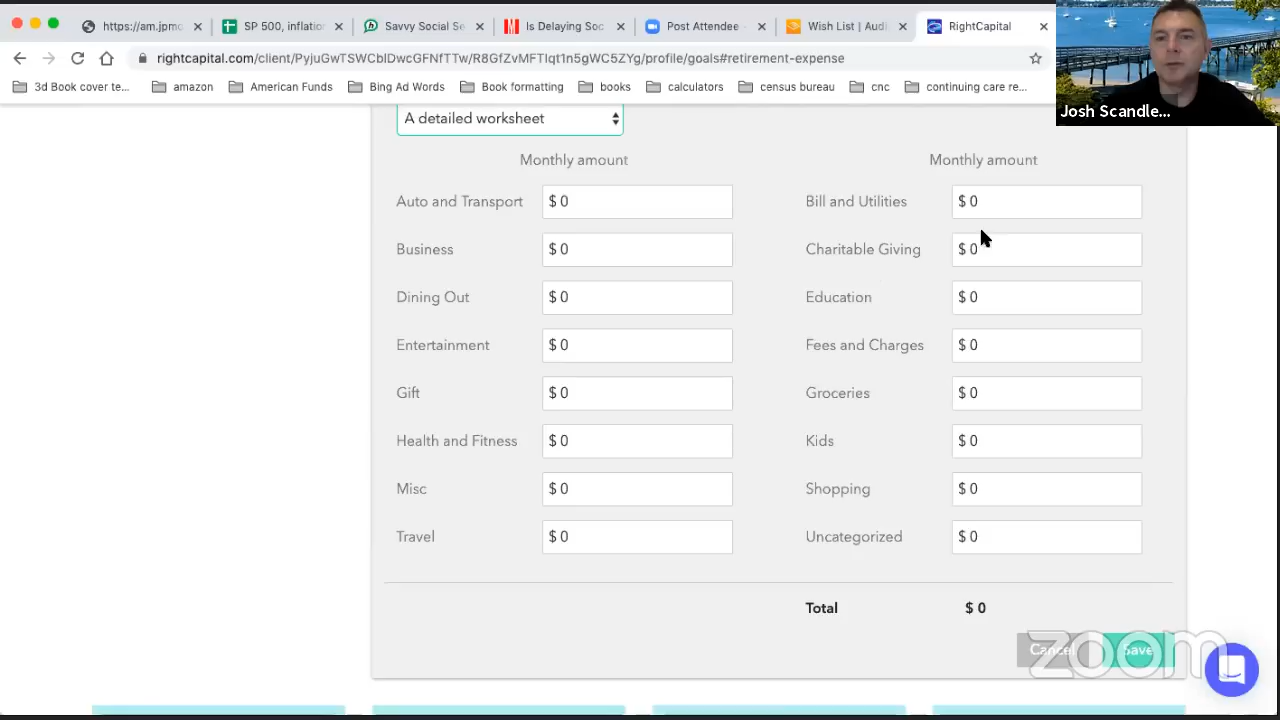 https://am.jpmc
SP 500, inflatio
Savvy Social Se
Is Delaying Soc
Post Attendee -
Wish List | Audi
RightCapital
rightcapital.com/client/
/profile/goals#retirement-expense
3d Book cover te...
amazon
American Funds
Bing Ad Words
Book formatting
books
calculators
census bureau
cnc
continuing care re...
Josh Scandle...
A detailed worksheet
Monthly amount
Monthly amount
Auto and Transport $ 0
Bill and Utilities $ 0
Business $ 0
Charitable Giving $ 0
Dining Out $ 0
Education $ 0
Entertainment $ 0
Fees and Charges $ 0
Gift $ 0
Groceries $ 0
Health and Fitness $ 0
Kids $ 0
Misc $ 0
Shopping $ 0
Travel $ 0
Uncategorized $ 0
Total $ 0
Cancel
Save
zoom